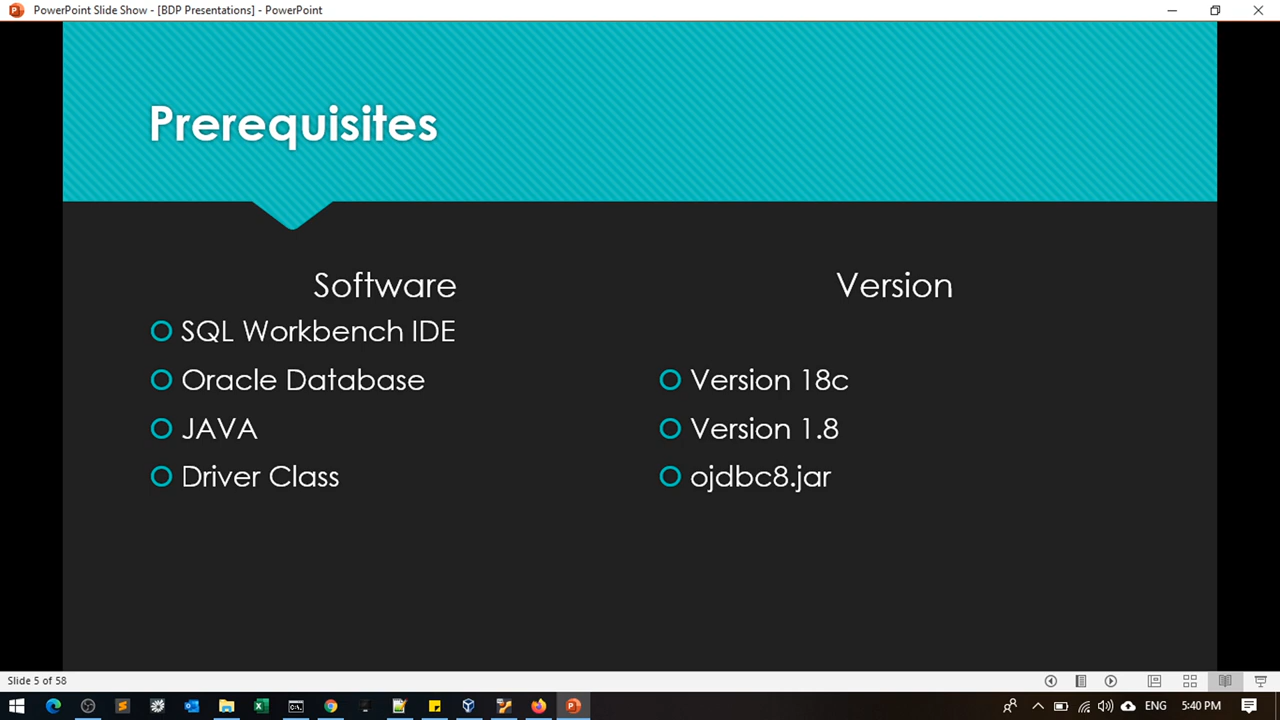 PowerPoint Slide Show - [BDP Presentations] - PowerPoint
Prerequisites
Software
Version
SQL Workbench IDE
Oracle Database
Version 18c
JAVA
Version 1.8
Driver Class
ojdbc8.jar
Slide 5 of 58
ENG
5:40 PM